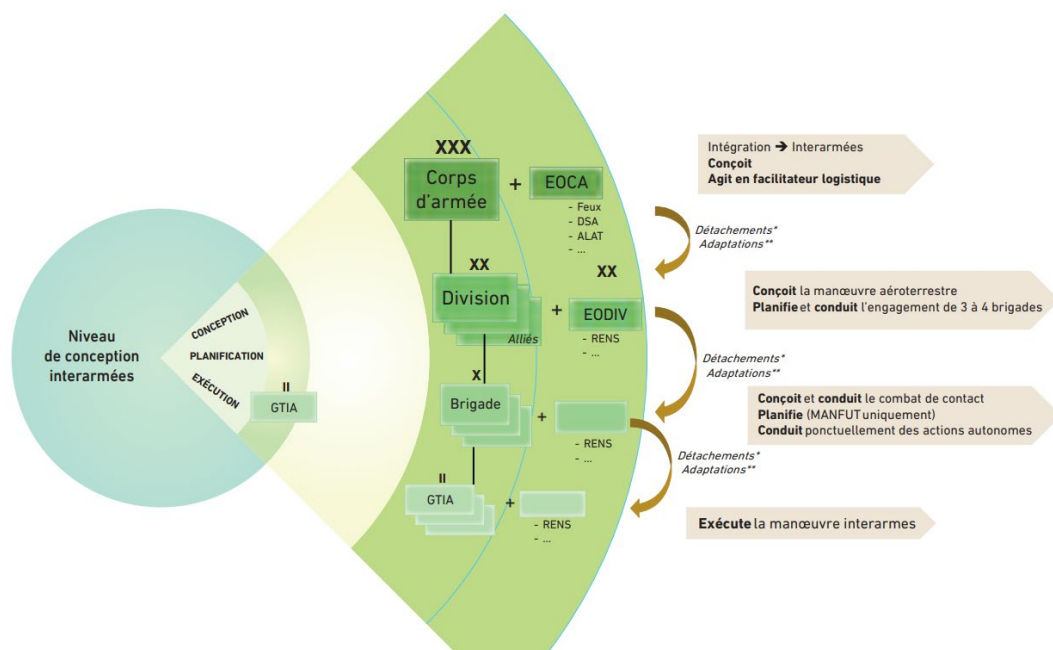 Niveau
de conception
interarmées
CONCEPTION
PLANIFICATION
EXÉCUTION
II
GTIA
XXX
Corps
d’armée
+
EOCA
- Feux
- DSA
- ALAT
- ...
XX
Division
Alliés
+
XX
EODIV
- RENS
- ...
X
Brigade
+
- RENS
- ...
II
GTIA
+
- RENS
- ...
Détachements*
Adaptations**
Détachements*
Adaptations**
Détachements*
Adaptations**
Intégration ➔ Interarmées
Conçoit
Agit en facilitateur logistique
Conçoit la manœuvre aéroterrestre
Planifie et conduit l’engagement de 3 à 4 brigades
Conçoit et conduit le combat de contact
Planifie (MANFUT uniquement)
Conduit ponctuellement des actions autonomes
Exécute la manœuvre interarmes